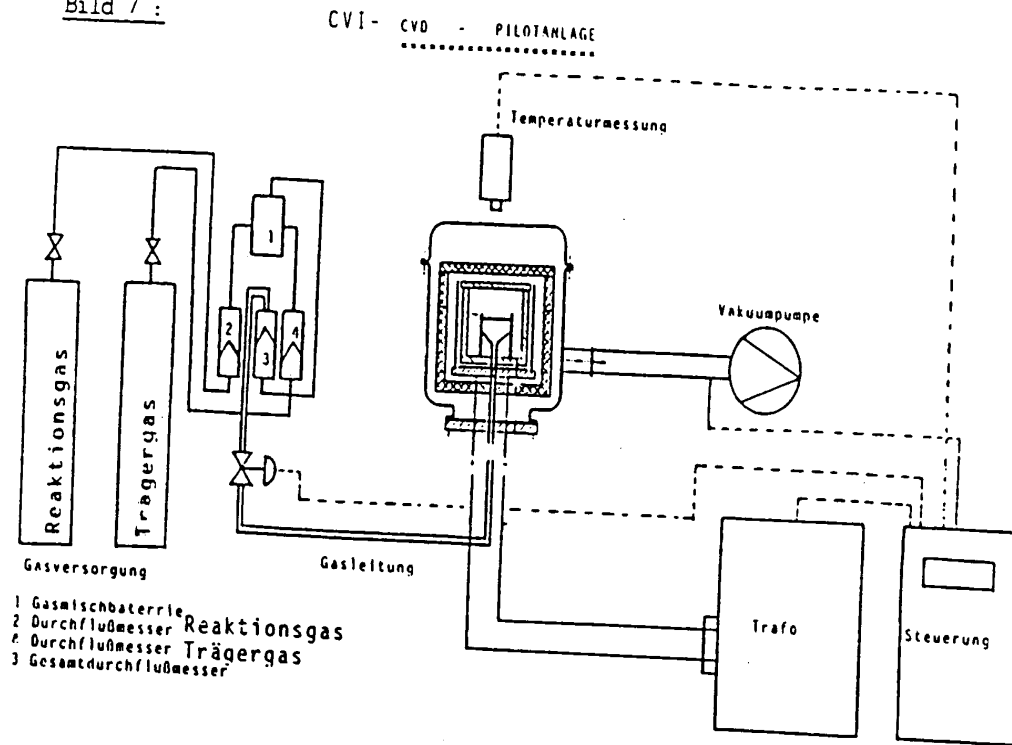 Bild 7 :
CVI- CVD - PILOTANLAGE
Temperaturmessung
1
2
3
4
Vakuumpumpe
Reaktionsgas
Trägergas
Gasversorgung
Gasleitung
Trafo
Steuerung
1 Gasmischbaterrie
2 Durchflußmesser Reaktionsgas
Durchflußmesser Trägergas
3 Gesamtdurchflußmesser